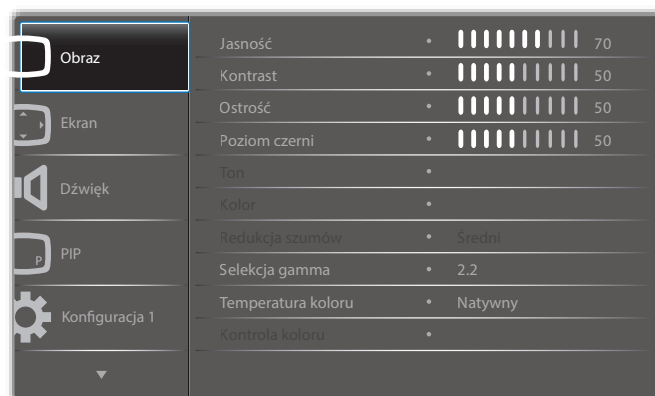 Obraz
Ekran
Dźwięk
P
PIP
Konfiguracja 1
Jasność • 70
Kontrast • 50
Ostrość • 50
Poziom czerni • 50
Ton •
Kolor •
Redukcja szumów • Średni
Selekcja gamma • 2.2
Temperatura koloru • Natywny
Kontrola koloru •